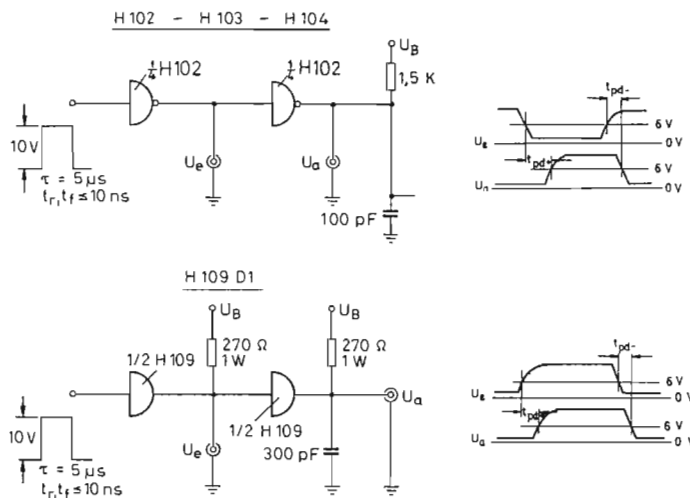 H 102 - H 103 - H 104
¼ H102
¼ H102
U_B
1,5 K
10 V
τ = 5 µs
t_r, t_f ≤ 10 ns
U_e
U_a
100 pF
t_pd-
6 V
U_e
0 V
t_pd
6 V
0 V
H 109 D1
U_B
U_B
270 Ω
1 W
270 Ω
1 W
1/2 H 109
1/2 H 109
U_a
10 V
τ = 5 µs
t_r, t_f ≤ 10 ns
U_e
300 pF
t_pd-
6 V
U_e
0 V
t_pd
6 V
U_a
0 V